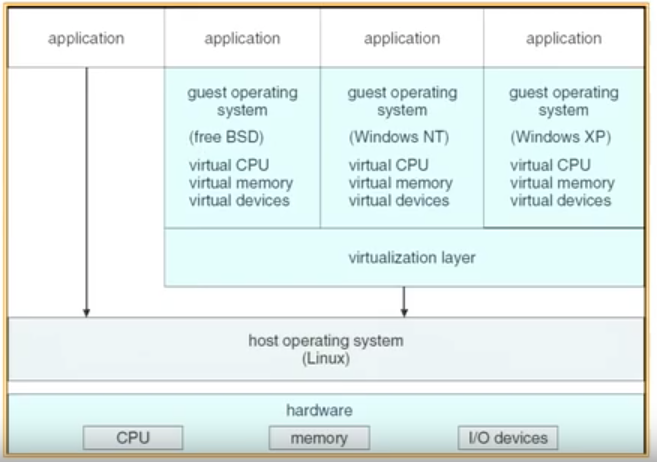 application
application
application
application
guest operating
system
(free BSD)
virtual CPU
virtual memory
virtual devices
guest operating
system
(Windows NT)
virtual CPU
virtual memory
virtual devices
guest operating
system
(Windows XP)
virtual CPU
virtual memory
virtual devices
virtualization layer
host operating system
(Linux)
hardware
CPU
memory
I/O devices